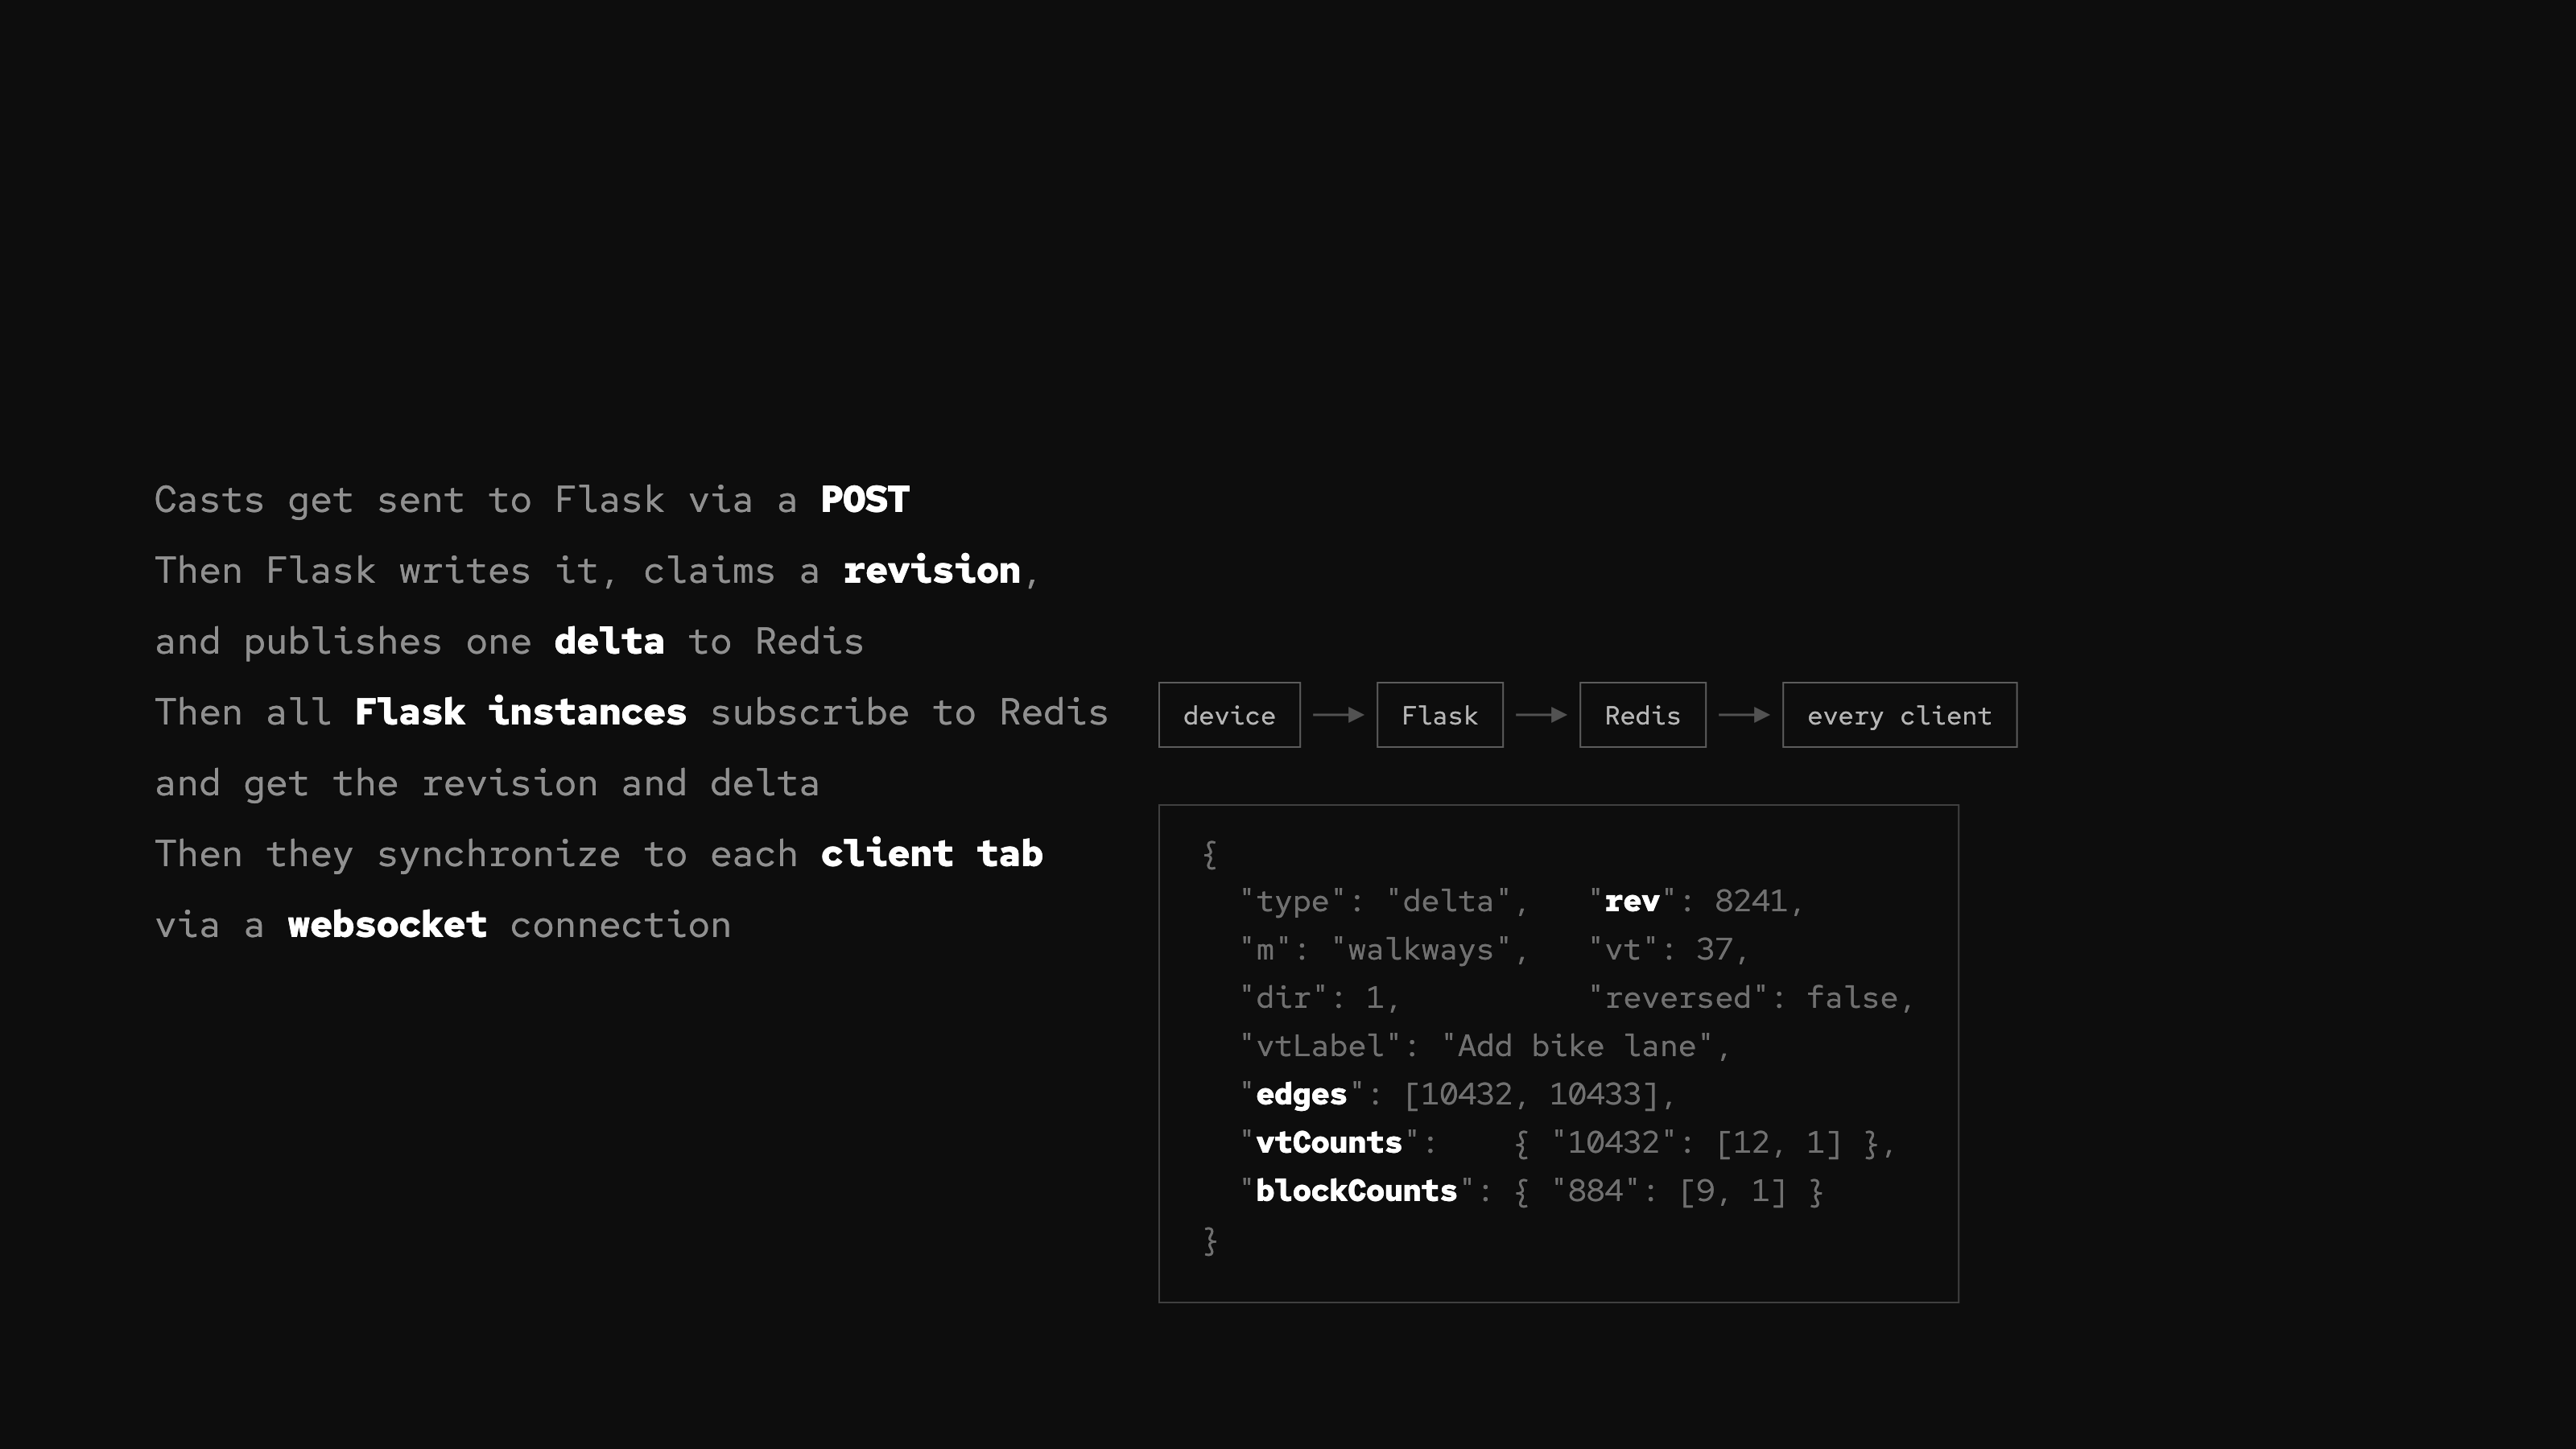 Casts get sent to Flask via a POST
Then Flask writes it, claims a revision,
and publishes one delta to Redis
Then all Flask instances subscribe to Redis
and get the revision and delta
Then they synchronize to each client tab
via a websocket connection
device
Flask
Redis
every client
{
"type": "delta", "rev": 8241,
"m": "walkways", "vt": 37,
"dir": 1, "reversed": false,
"vtLabel": "Add bike lane",
"edges": [10432, 10433],
"vtCounts": { "10432": [12, 1] },
"blockCounts": { "884": [9, 1] }
}